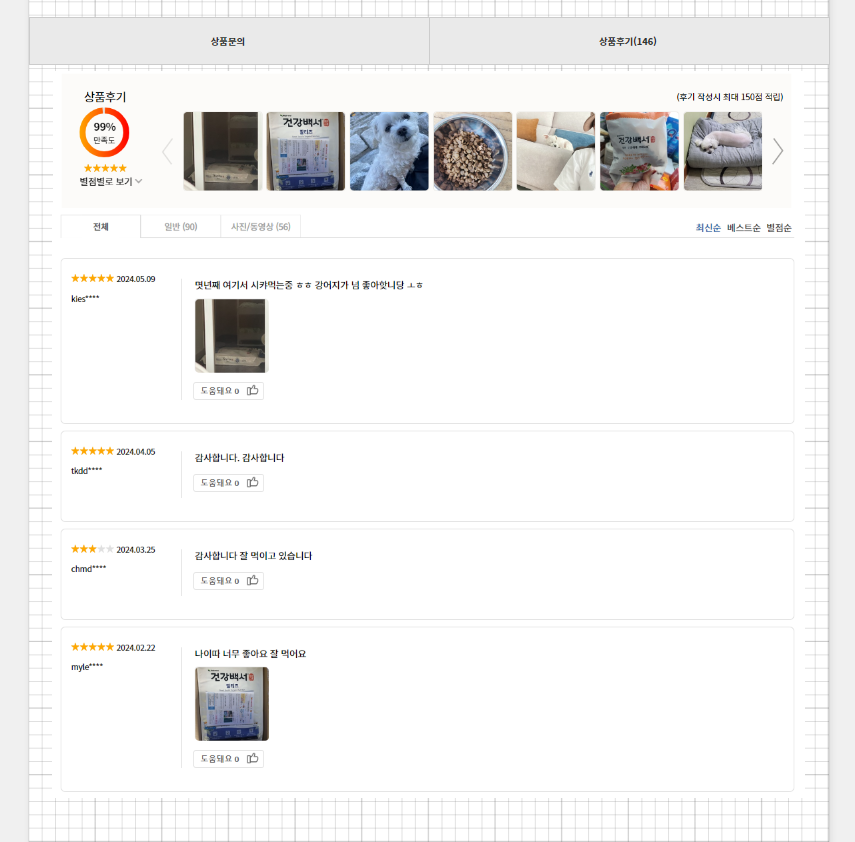 상품문의
상품후기(146)
상품후기
(후기 작성시 최대 150점 적립)
99%
만족도
별점별로 보기
건강백서
건강백서
전체
일반 (90)
사진/동영상 (56)
최신순 베스트순 별점순
2024.05.09
kies****
몃년째 여기서 시캬먹는중 ㅎㅎ 강어지가 넘 좋아핮니당 ㅗㅎ
도움돼요 0
2024.04.05
tkdd****
감사합니다. 감사합니다
도움돼요 0
2024.03.25
chmd****
감사합니다 잘 먹이고 있습니다
도움돼요 0
2024.02.22
myle****
나이따 너무 좋아요 잘 먹어요
건강백서
도움돼요 0